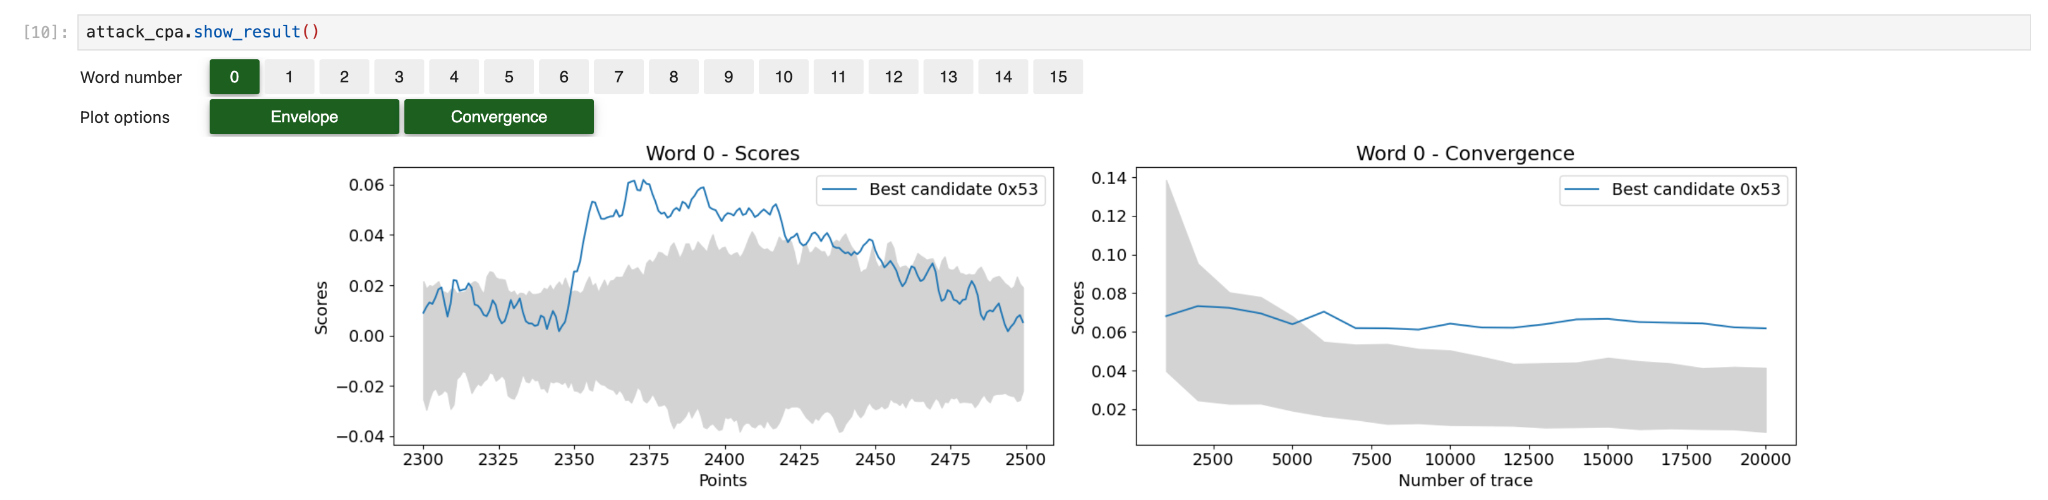 [10]: attack_cpa.show_result()
Word number 0 1 2 3 4 5 6 7 8 9 10 11 12 13 14 15
Plot options Envelope Convergence
Word 0 - Scores
Best candidate 0x53
0.06
0.04
0.02
0.00
−0.02
−0.04
Scores
2300 2325 2350 2375 2400 2425 2450 2475 2500
Points
Word 0 - Convergence
Best candidate 0x53
0.14
0.12
0.10
0.08
0.06
0.04
0.02
Scores
2500 5000 7500 10000 12500 15000 17500 20000
Number of trace